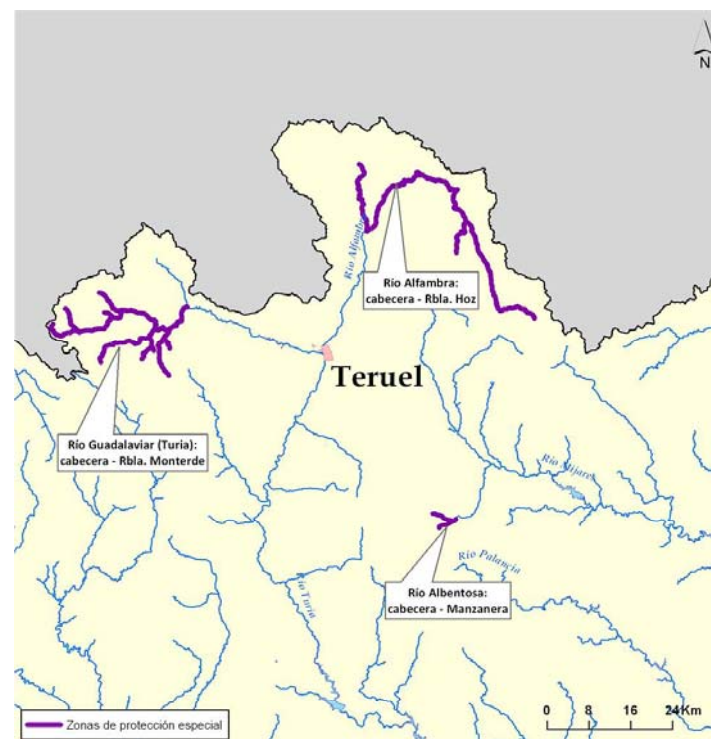 N
Río Alfambra
Río Alfambra:
cabecera - Rbla. Hoz
Teruel
Río Guadalaviar (Turia):
cabecera - Rbla. Monterde
Río Mijares
Río Palancia
Río Albentosa:
cabecera - Manzanera
Río Turia
Zonas de protección especial
0 8 16 24 Km